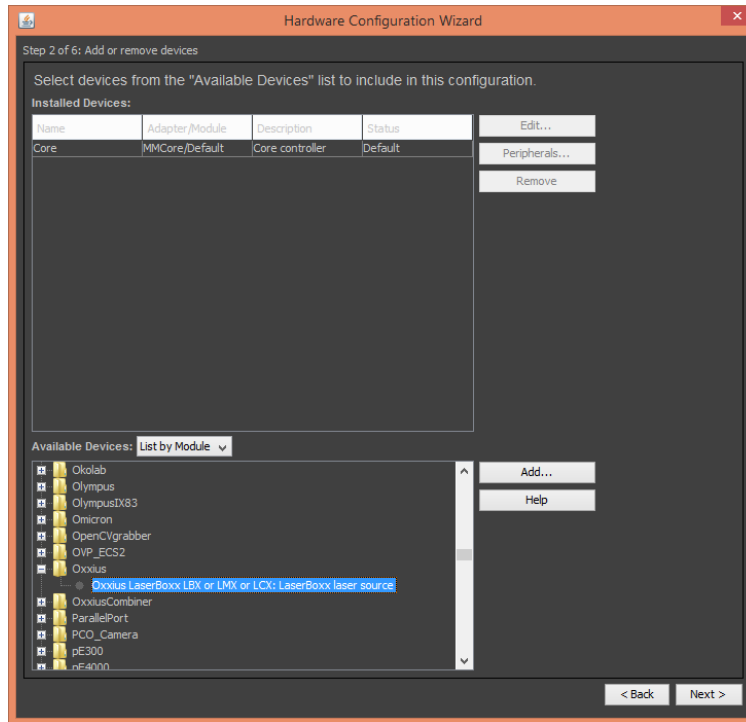 Hardware Configuration Wizard
Step 2 of 6: Add or remove devices
Select devices from the "Available Devices" list to include in this configuration.
Installed Devices:
Name Adapter/Module Description Status
Core MMCore/Default Core controller Default
Edit...
Peripherals...
Remove
Available Devices: List by Module
Okolab
Olympus
OlympusIX83
Omicron
OpenCVgrabber
OVP_ECS2
Oxxius
Oxxius LaserBoxx LBX or LMX or LCX: LaserBoxx laser source
OxxiusCombiner
ParallelPort
PCO_Camera
pE300
pE4000
Add...
Help
< Back Next >